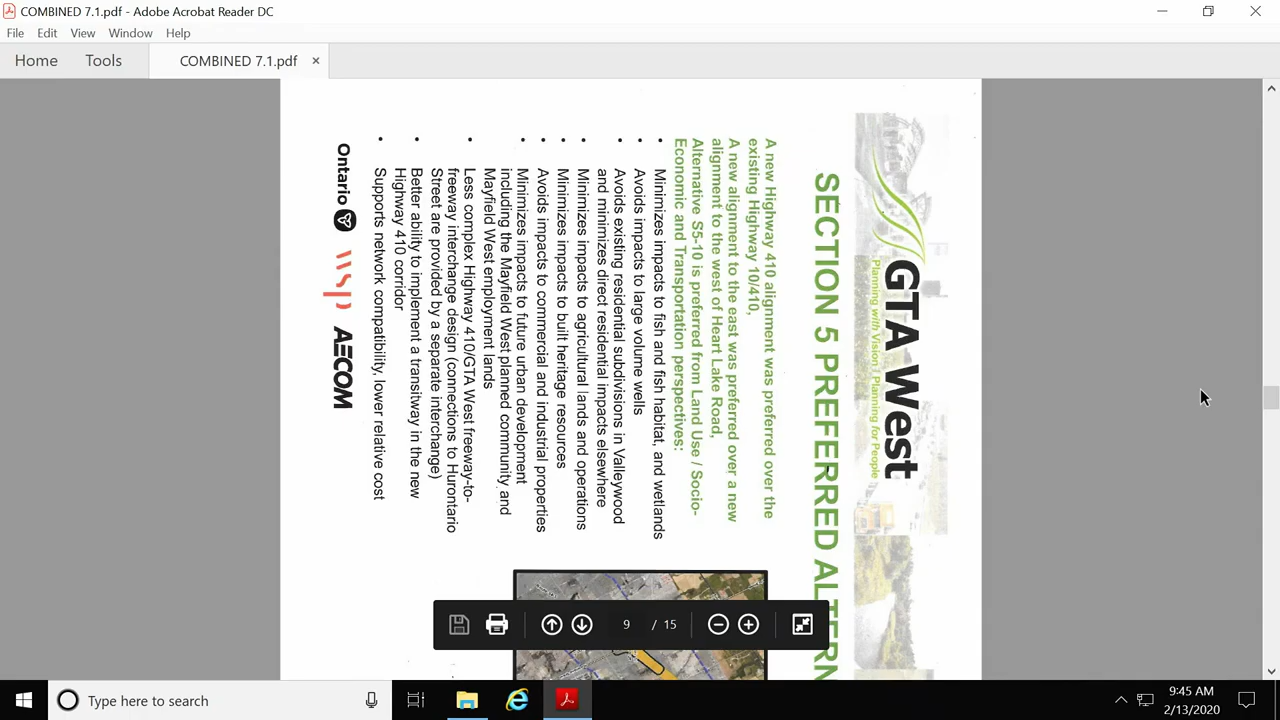 COMBINED 7.1.pdf - Adobe Acrobat Reader DC
File Edit View Window Help
Home Tools COMBINED 7.1.pdf ×
GTA West
Planning with Vision | Planning for People
SECTION 5 PREFERRED ALTERN
A new Highway 410 alignment was preferred over the
existing Highway 10/410,
A new alignment to the east was preferred over a new
alignment to the west of Heart Lake Road,
Alternative S5-10 is preferred from Land Use / Socio-
Economic and Transportation perspectives:
• Minimizes impacts to fish and fish habitat, and wetlands
• Avoids impacts to large volume wells
• Avoids existing residential subdivisions in Valleywood
and minimizes direct residential impacts elsewhere
• Minimizes impacts to agricultural lands and operations
• Minimizes impacts to built heritage resources
• Avoids impacts to commercial and industrial properties
• Minimizes impacts to future urban development
including the Mayfield West planned community and
Mayfield West employment lands
• Less complex Highway 410/GTA West freeway-to-
freeway interchange design (connections to Hurontario
Street are provided by a separate interchange)
• Better ability to implement a transitway in the new
Highway 410 corridor
• Supports network compatibility, lower relative cost
Ontario wsp AECOM
9 / 15
Type here to search
9:45 AM
2/13/2020